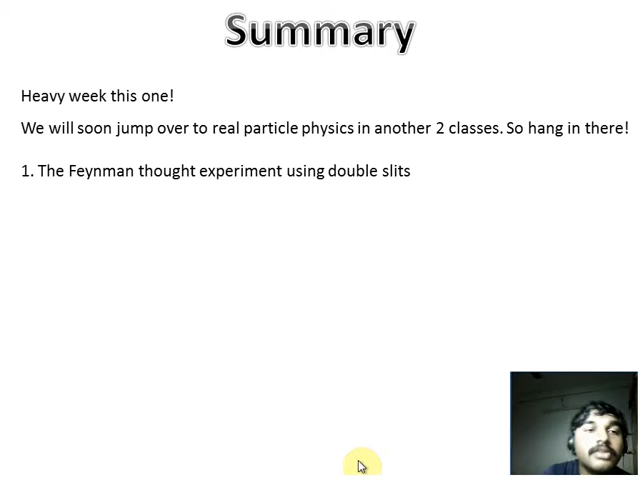 Summary
Heavy week this one!
We will soon jump over to real particle physics in another 2 classes. So hang in there!
1. The Feynman thought experiment using double slits